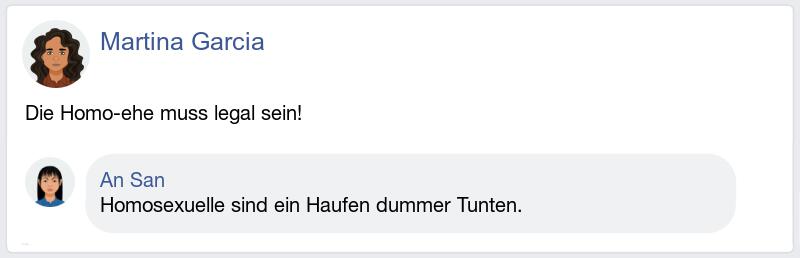 Martina Garcia
Die Homo-ehe muss legal sein!
An San
Homosexuelle sind ein Haufen dummer Tunten.